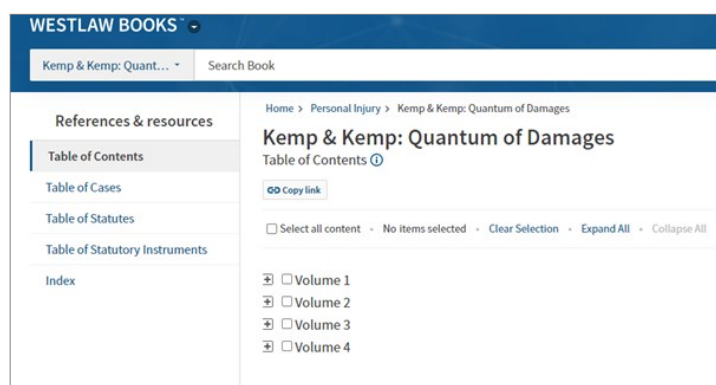 WESTLAW BOOKS™
Kemp & Kemp: Quant...
Search Book
References & resources
Table of Contents
Table of Cases
Table of Statutes
Table of Statutory Instruments
Index
Home > Personal Injury > Kemp & Kemp: Quantum of Damages
Kemp & Kemp: Quantum of Damages
Table of Contents
Copy link
Select all content • No items selected • Clear Selection • Expand All • Collapse All
Volume 1
Volume 2
Volume 3
Volume 4